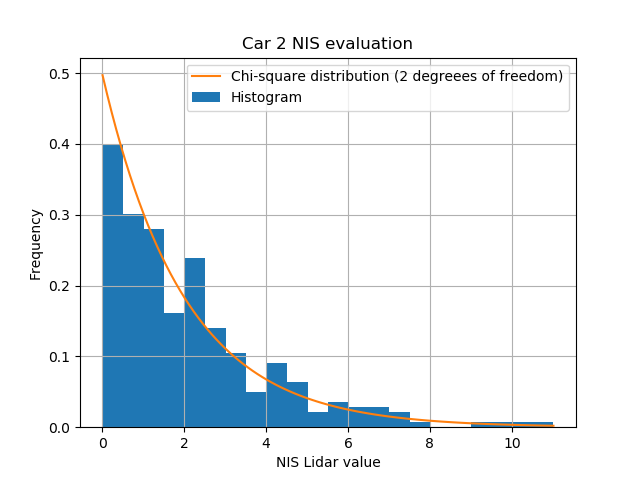 Car 2 NIS evaluation
Chi-square distribution (2 degreees of freedom)
Histogram
0.5
0.4
0.3
0.2
0.1
0.0
Frequency
0 2 4 6 8 10
NIS Lidar value